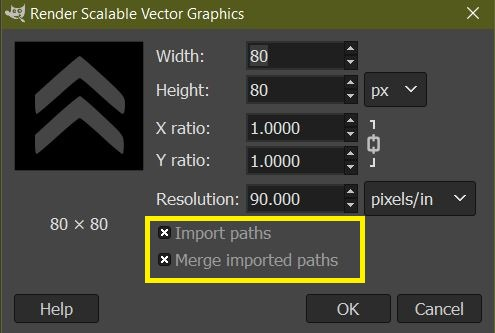 Render Scalable Vector Graphics
Width: 80
Height: 80 px
X ratio: 1.0000
Y ratio: 1.0000
Resolution: 90.000 pixels/in
80 × 80
Import paths
Merge imported paths
Help OK Cancel